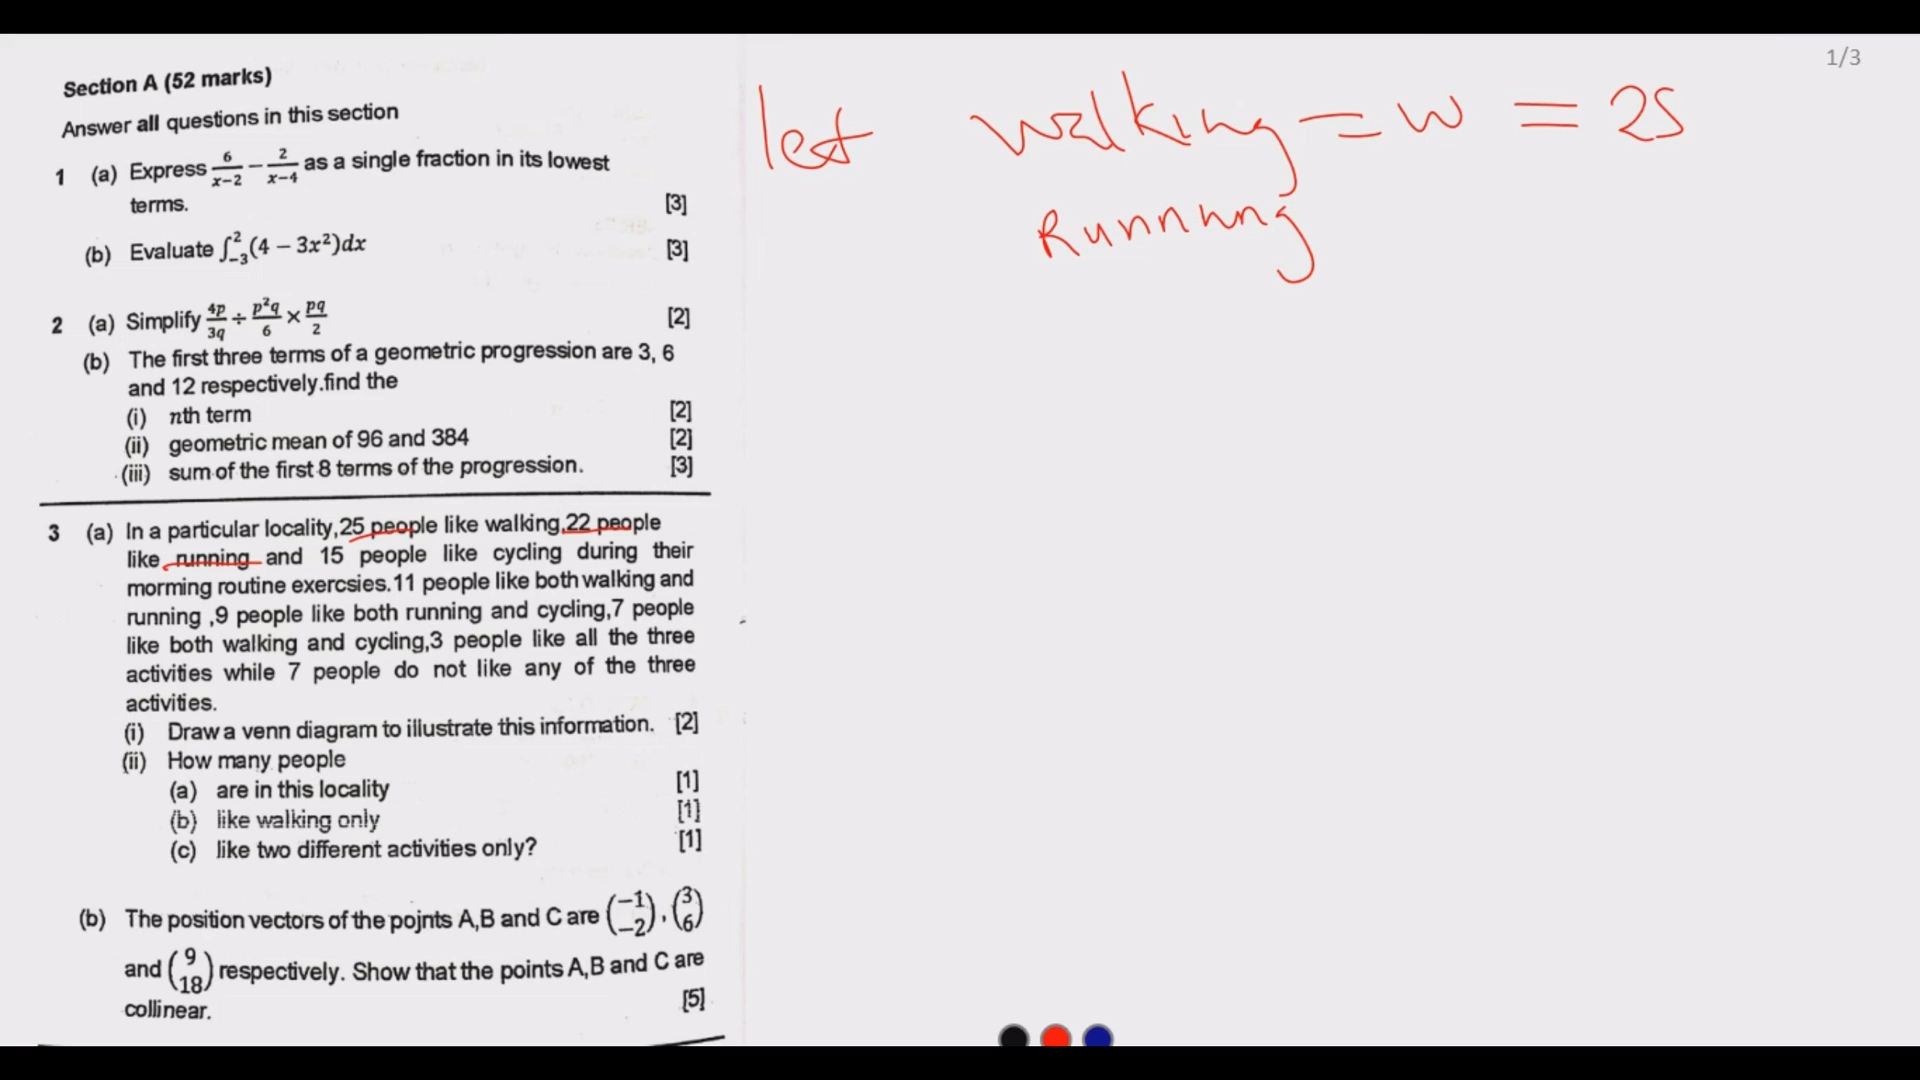 1/3
Section A (52 marks)
Answer all questions in this section
1 (a) Express 6/(x−2) − 2/(x−4) as a single fraction in its lowest
terms. [3]
(b) Evaluate ∫₋₃²(4 − 3x²)dx [3]
2 (a) Simplify 4p/3q ÷ p²q/6 × pq/2 [2]
(b) The first three terms of a geometric progression are 3, 6
and 12 respectively.find the
(i) nth term [2]
(ii) geometric mean of 96 and 384 [2]
(iii) sum of the first 8 terms of the progression. [3]
3 (a) In a particular locality,25 people like walking,22 people
like running and 15 people like cycling during their
morming routine exercsies.11 people like both walking and
running ,9 people like both running and cycling,7 people
like both walking and cycling,3 people like all the three
activities while 7 people do not like any of the three
activities.
(i) Draw a venn diagram to illustrate this information. [2]
(ii) How many people
(a) are in this locality [1]
(b) like walking only [1]
(c) like two different activities only? [1]
(b) The position vectors of the pojnts A,B and C are (−1 −2), (3 6)
and (9 18) respectively. Show that the points A,B and C are
collinear. [5]
let walking = w = 25
Running